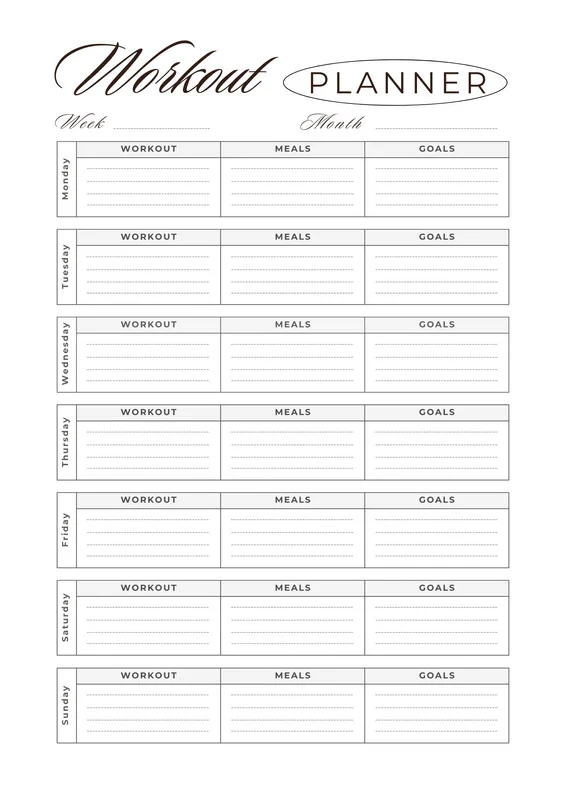 Workout PLANNER
Week Month
WORKOUT MEALS GOALS
Monday
WORKOUT MEALS GOALS
Tuesday
WORKOUT MEALS GOALS
Wednesday
WORKOUT MEALS GOALS
Thursday
WORKOUT MEALS GOALS
Friday
WORKOUT MEALS GOALS
Saturday
WORKOUT MEALS GOALS
Sunday